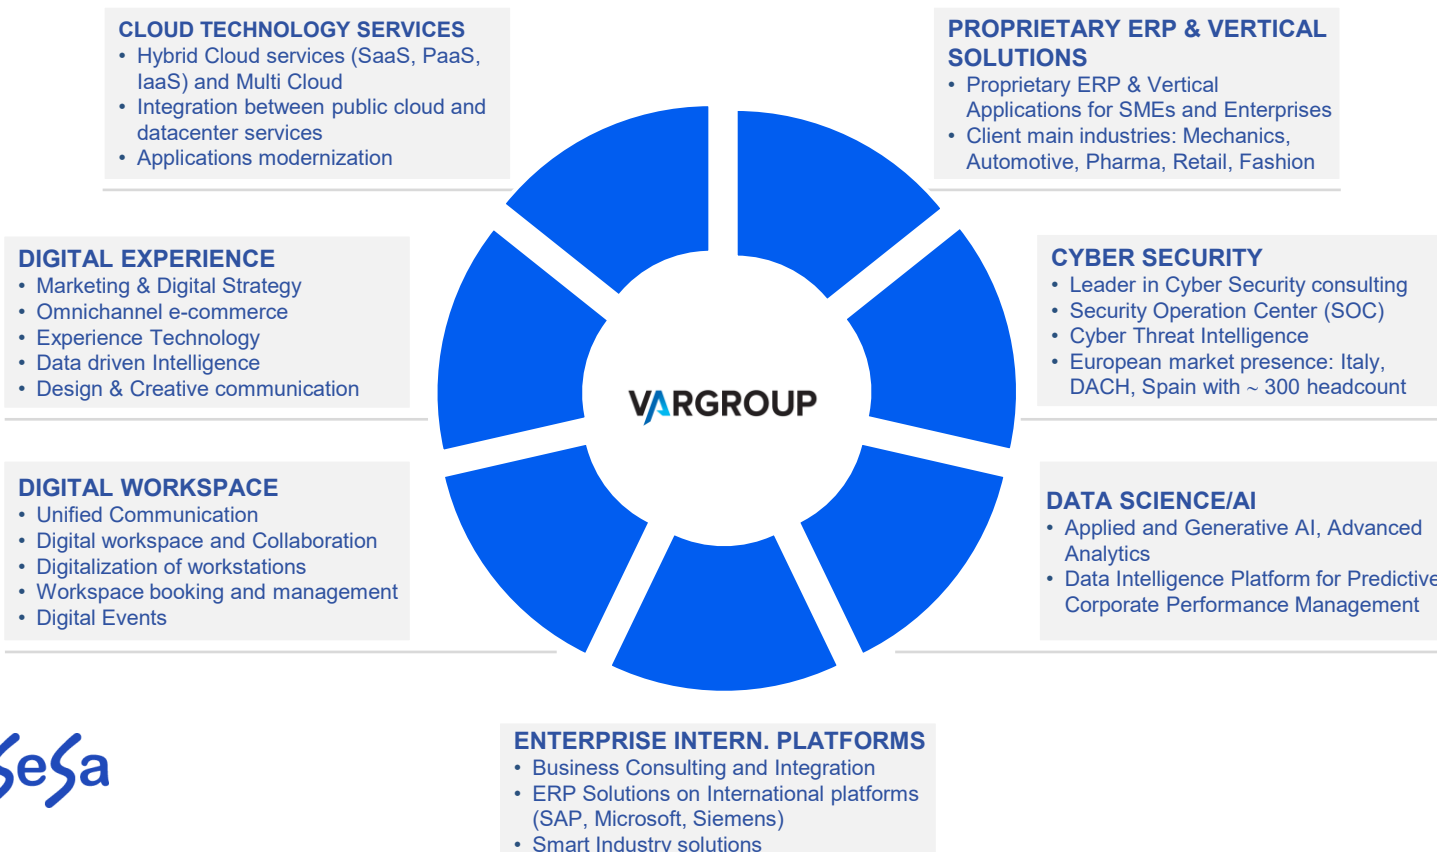 CLOUD TECHNOLOGY SERVICES
• Hybrid Cloud services (SaaS, PaaS,
IaaS) and Multi Cloud
• Integration between public cloud and
datacenter services
• Applications modernization
PROPRIETARY ERP & VERTICAL
SOLUTIONS
• Proprietary ERP & Vertical
Applications for SMEs and Enterprises
• Client main industries: Mechanics,
Automotive, Pharma, Retail, Fashion
DIGITAL EXPERIENCE
• Marketing & Digital Strategy
• Omnichannel e-commerce
• Experience Technology
• Data driven Intelligence
• Design & Creative communication
CYBER SECURITY
• Leader in Cyber Security consulting
• Security Operation Center (SOC)
• Cyber Threat Intelligence
• European market presence: Italy,
DACH, Spain with ~ 300 headcount
VARGROUP
DIGITAL WORKSPACE
• Unified Communication
• Digital workspace and Collaboration
• Digitalization of workstations
• Workspace booking and management
• Digital Events
DATA SCIENCE/AI
• Applied and Generative AI, Advanced
Analytics
• Data Intelligence Platform for Predictive
Corporate Performance Management
SeSa
ENTERPRISE INTERN. PLATFORMS
• Business Consulting and Integration
• ERP Solutions on International platforms
(SAP, Microsoft, Siemens)
• Smart Industry solutions